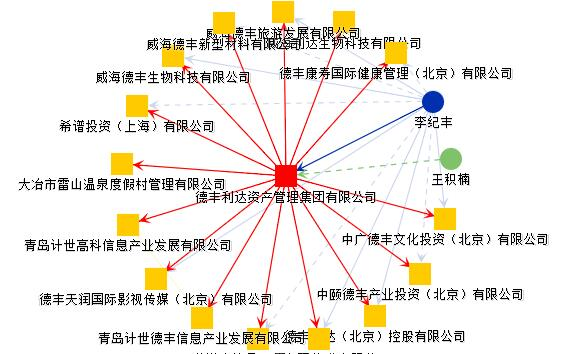 威海德丰旅游发展有限公司
威海德丰新型材料有限公司
利达生物科技有限公司
威海德丰生物科技有限公司
德丰康寿国际健康管理（北京）有限公司
希谱投资（上海）有限公司
李纪丰
大冶市雷山温泉度假村管理有限公司
王积楠
德丰利达资产管理集团有限公司
青岛计世高科信息产业发展有限公司
中广德丰文化投资（北京）有限公司
德丰天润国际影视传媒（北京）有限公司
中颐德丰产业投资（北京）有限公司
青岛计世德丰信息产业发展有限公司
德丰 达（北京）控股有限公司